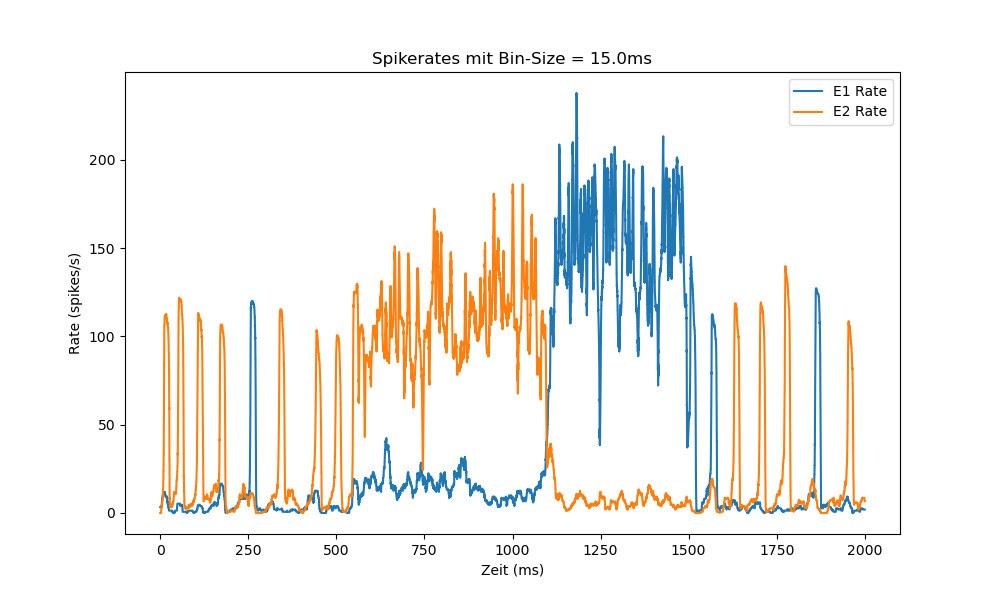 Spikerates mit Bin-Size = 15.0ms
E1 Rate
E2 Rate
Rate (spikes/s)
200
150
100
50
0
0 250 500 750 1000 1250 1500 1750 2000
Zeit (ms)